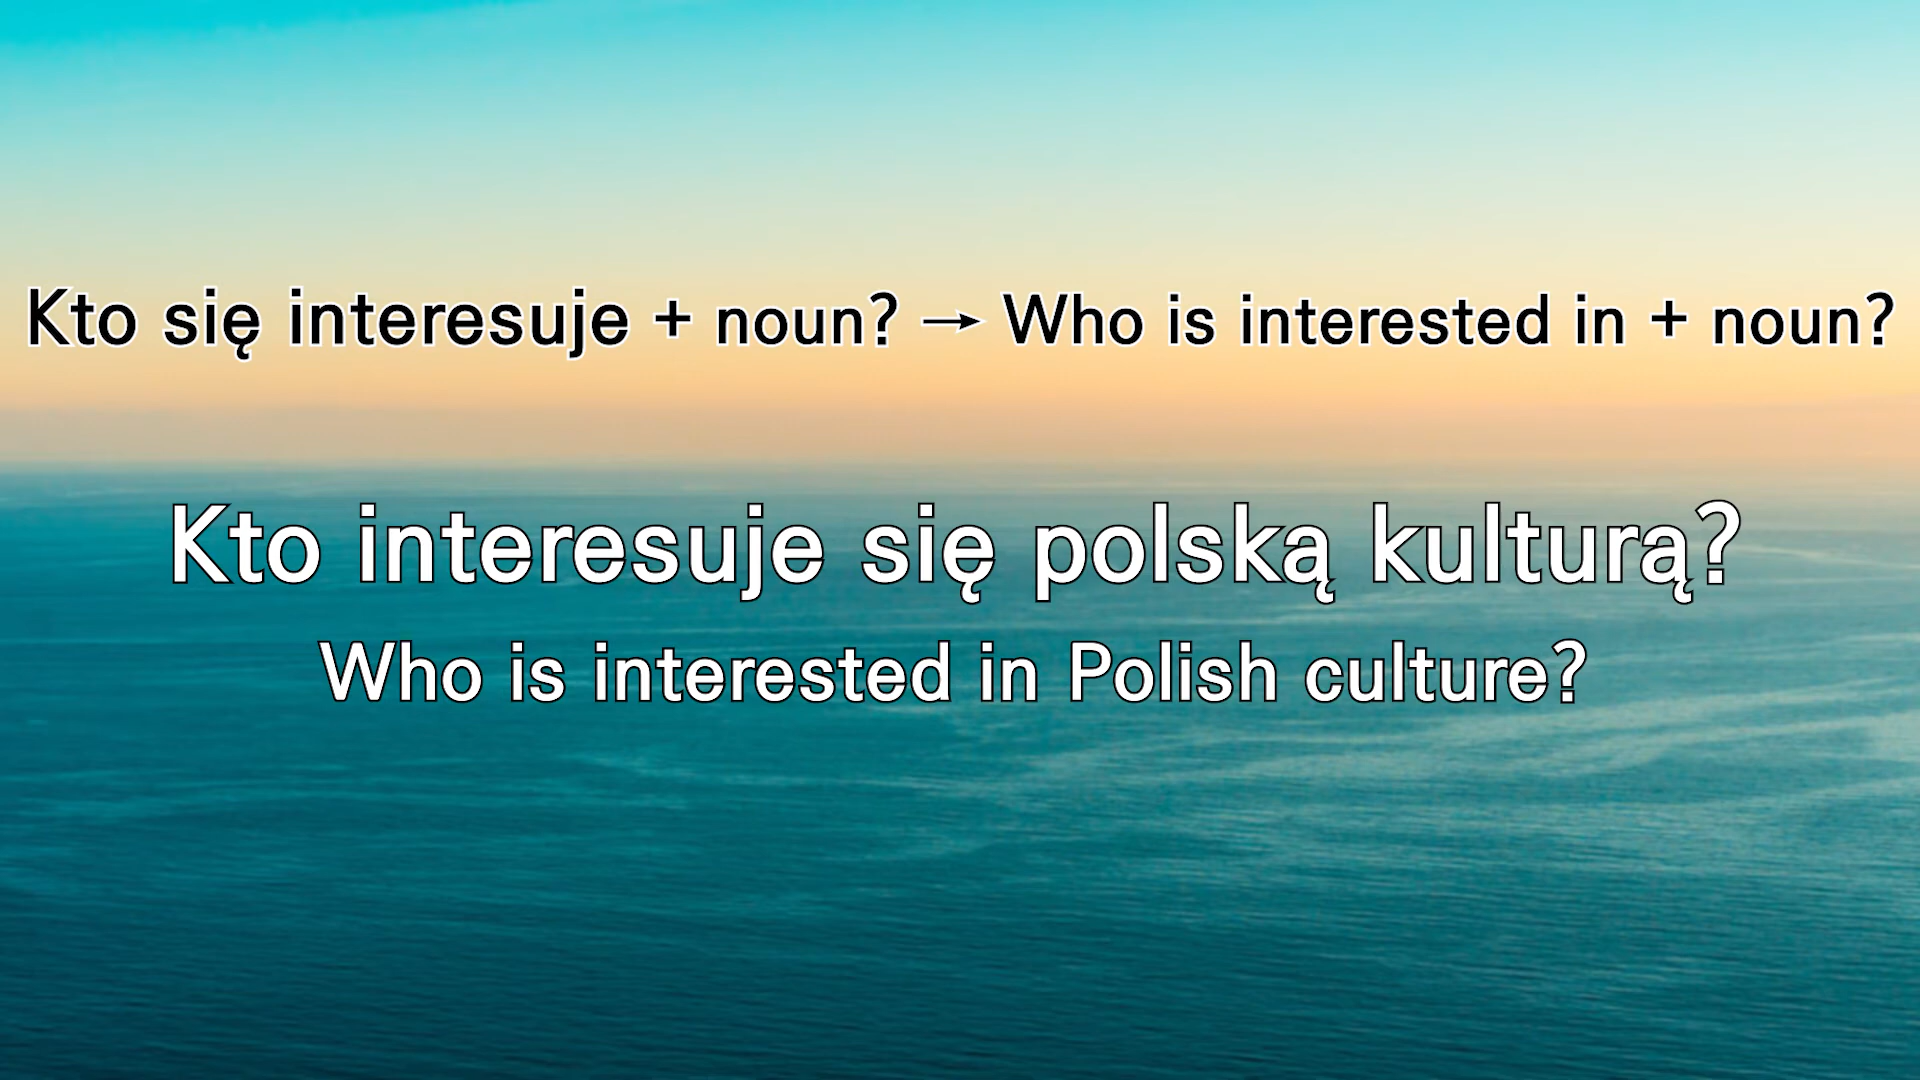 Kto się interesuje + noun? → Who is interested in + noun?
Kto interesuje się polską kulturą?
Who is interested in Polish culture?